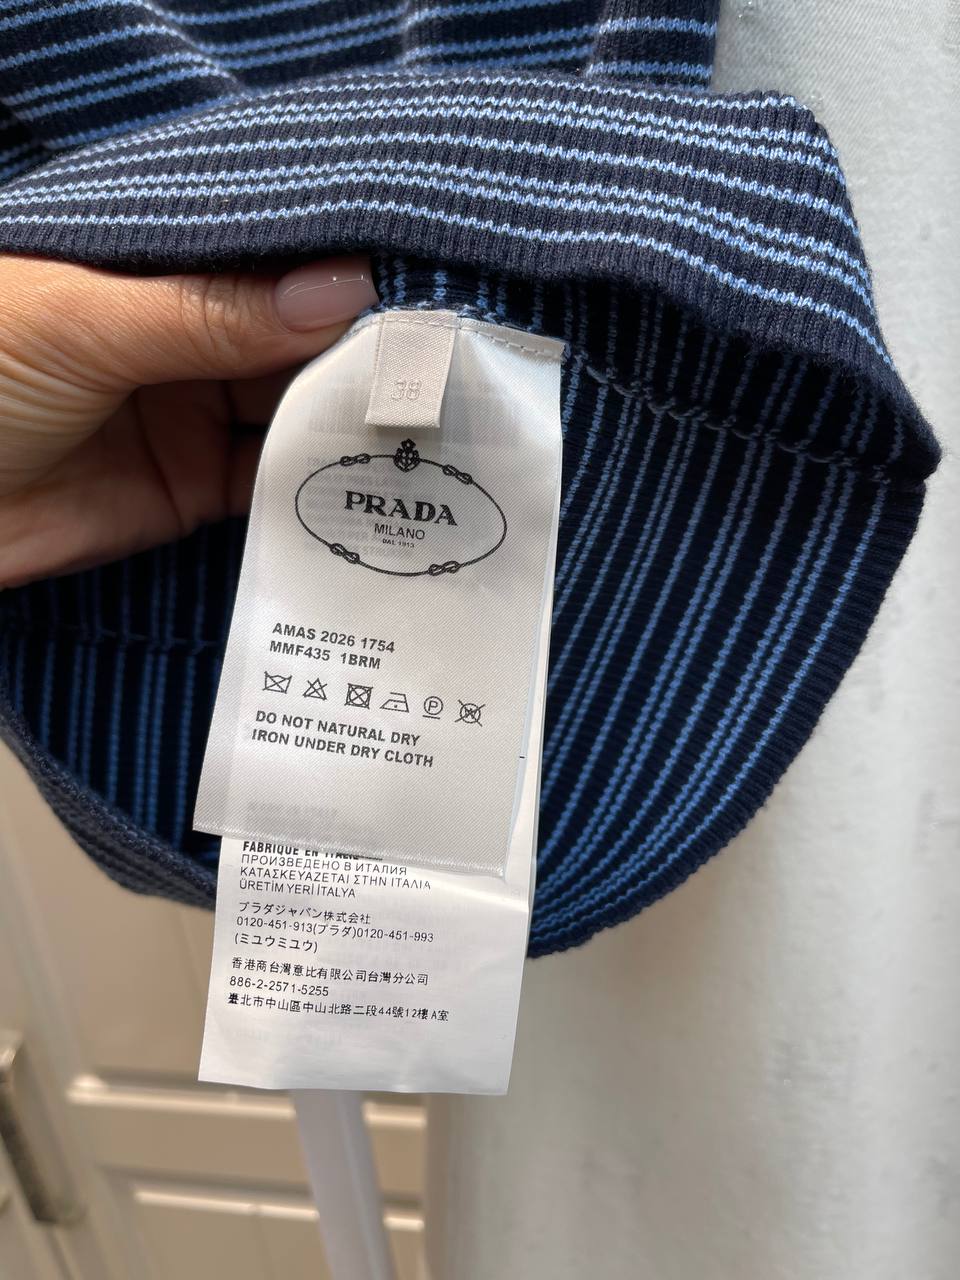 38
PRADA
MILANO
DAL 1913
AMAS 2026 1754
MMF435 1BRM
P
DO NOT NATURAL DRY
IRON UNDER DRY CLOTH
FABRIQUE EN ITALIE
ПРОИЗВЕДЕНО В ИТАЛИЯ
ΚΑΤΑΣΚΕΥΑΖΕΤΑΙ ΣΤΗΝ ΙΤΑΛΙΑ
ÜRETİM YERİ İTALYA
プラダジャパン株式会社
0120-451-913(プラダ)0120-451-993
(ミユウミユウ)
香港商台灣意比有限公司台灣分公司
886-2-2571-5255
臺北市中山區中山北路二段44號12樓A室